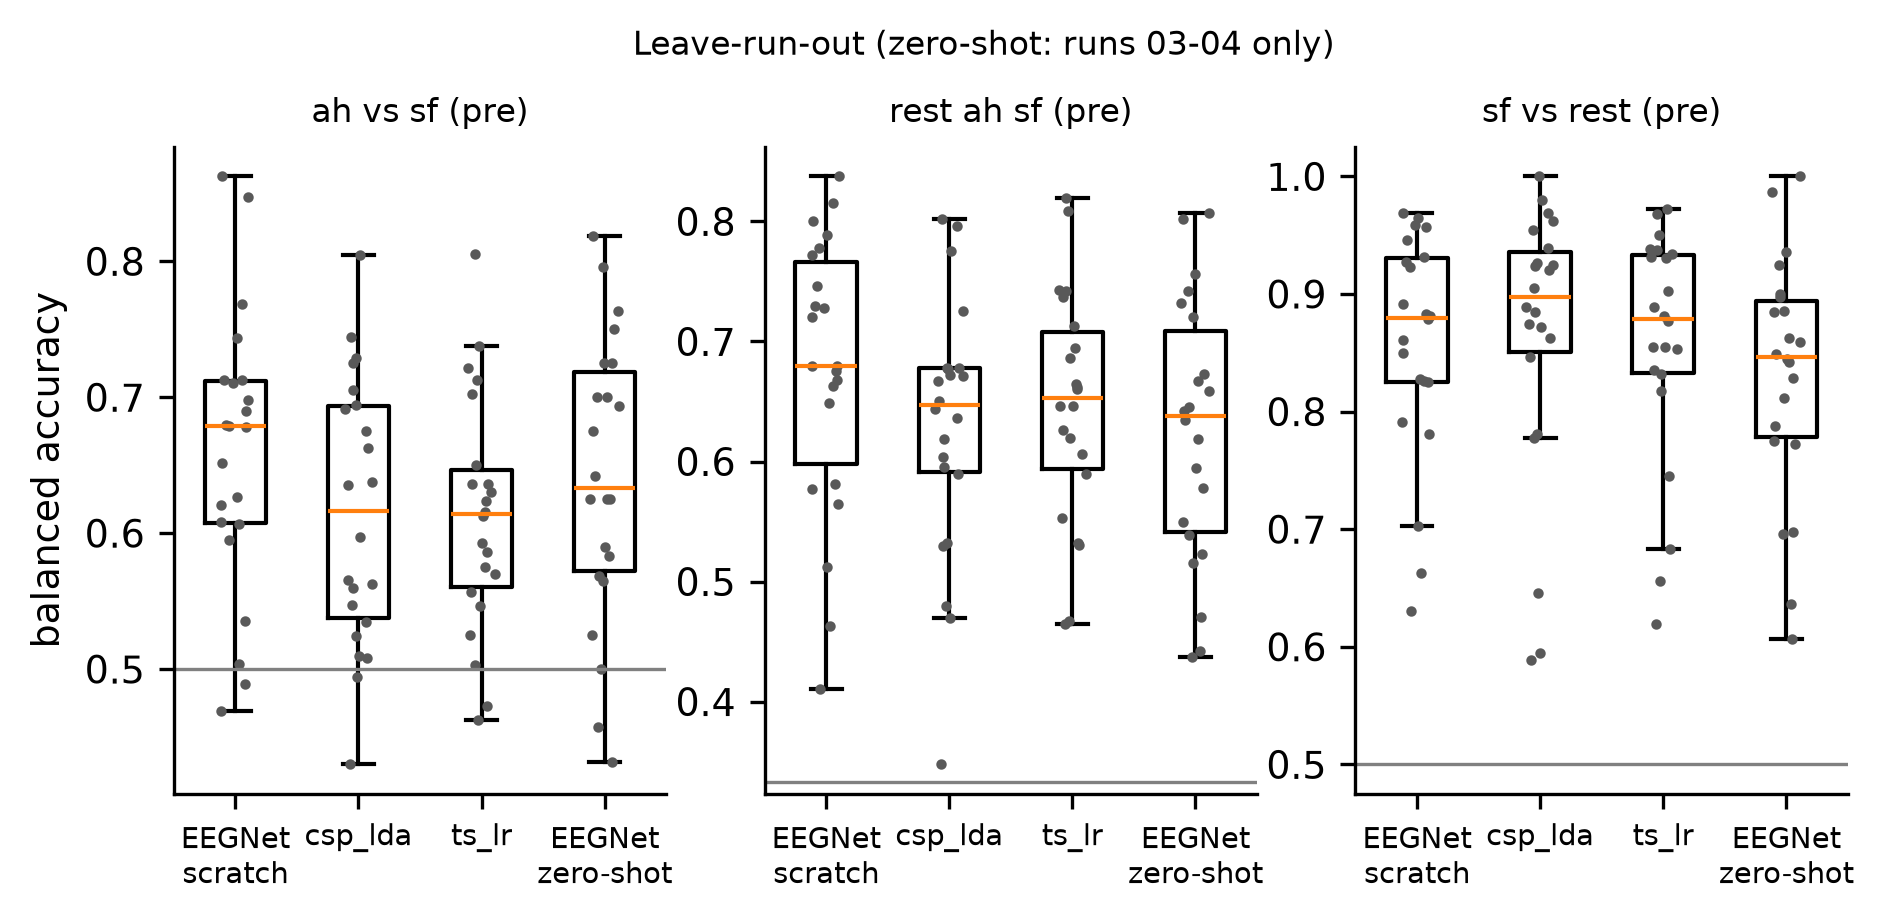 Leave-run-out (zero-shot: runs 03-04 only)
ah vs sf (pre)
balanced accuracy
0.8
0.7
0.6
0.5
EEGNet scratch
csp_lda
ts_lr
EEGNet zero-shot
rest ah sf (pre)
0.8
0.7
0.6
0.5
0.4
EEGNet scratch
csp_lda
ts_lr
EEGNet zero-shot
sf vs rest (pre)
1.0
0.9
0.8
0.7
0.6
0.5
EEGNet scratch
csp_lda
ts_lr
EEGNet zero-shot